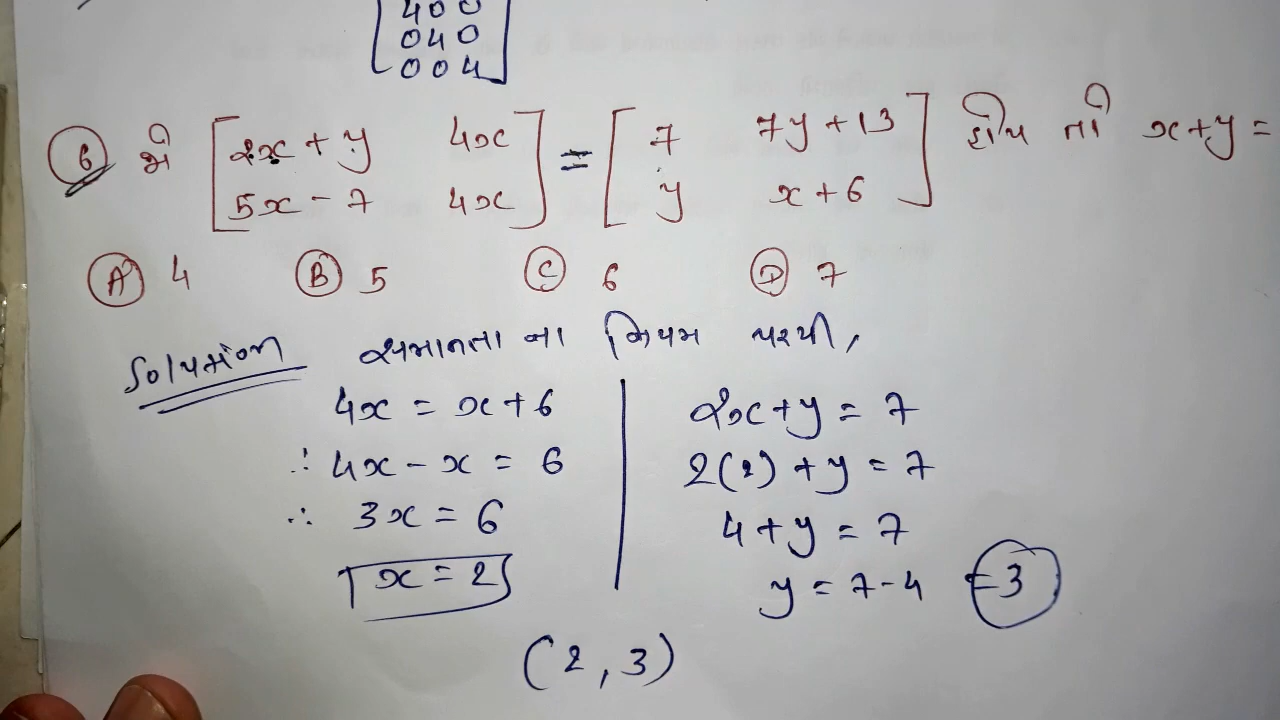 4 0 0
0 4 0
0 0 4
6 જો [ 2x + y 4x ] = [ 7 7y + 13 ] હોય તો x + y =
[ 5x - 7 4x ] [ y x + 6 ]
A 4 B 5 C 6 D 7
Solution સમાનતા ના નિયમ પરથી,
4x = x + 6 2x + y = 7
∴ 4x - x = 6 2(2) + y = 7
∴ 3x = 6 4 + y = 7
x = 2 y = 7 - 4 = 3
(2, 3)